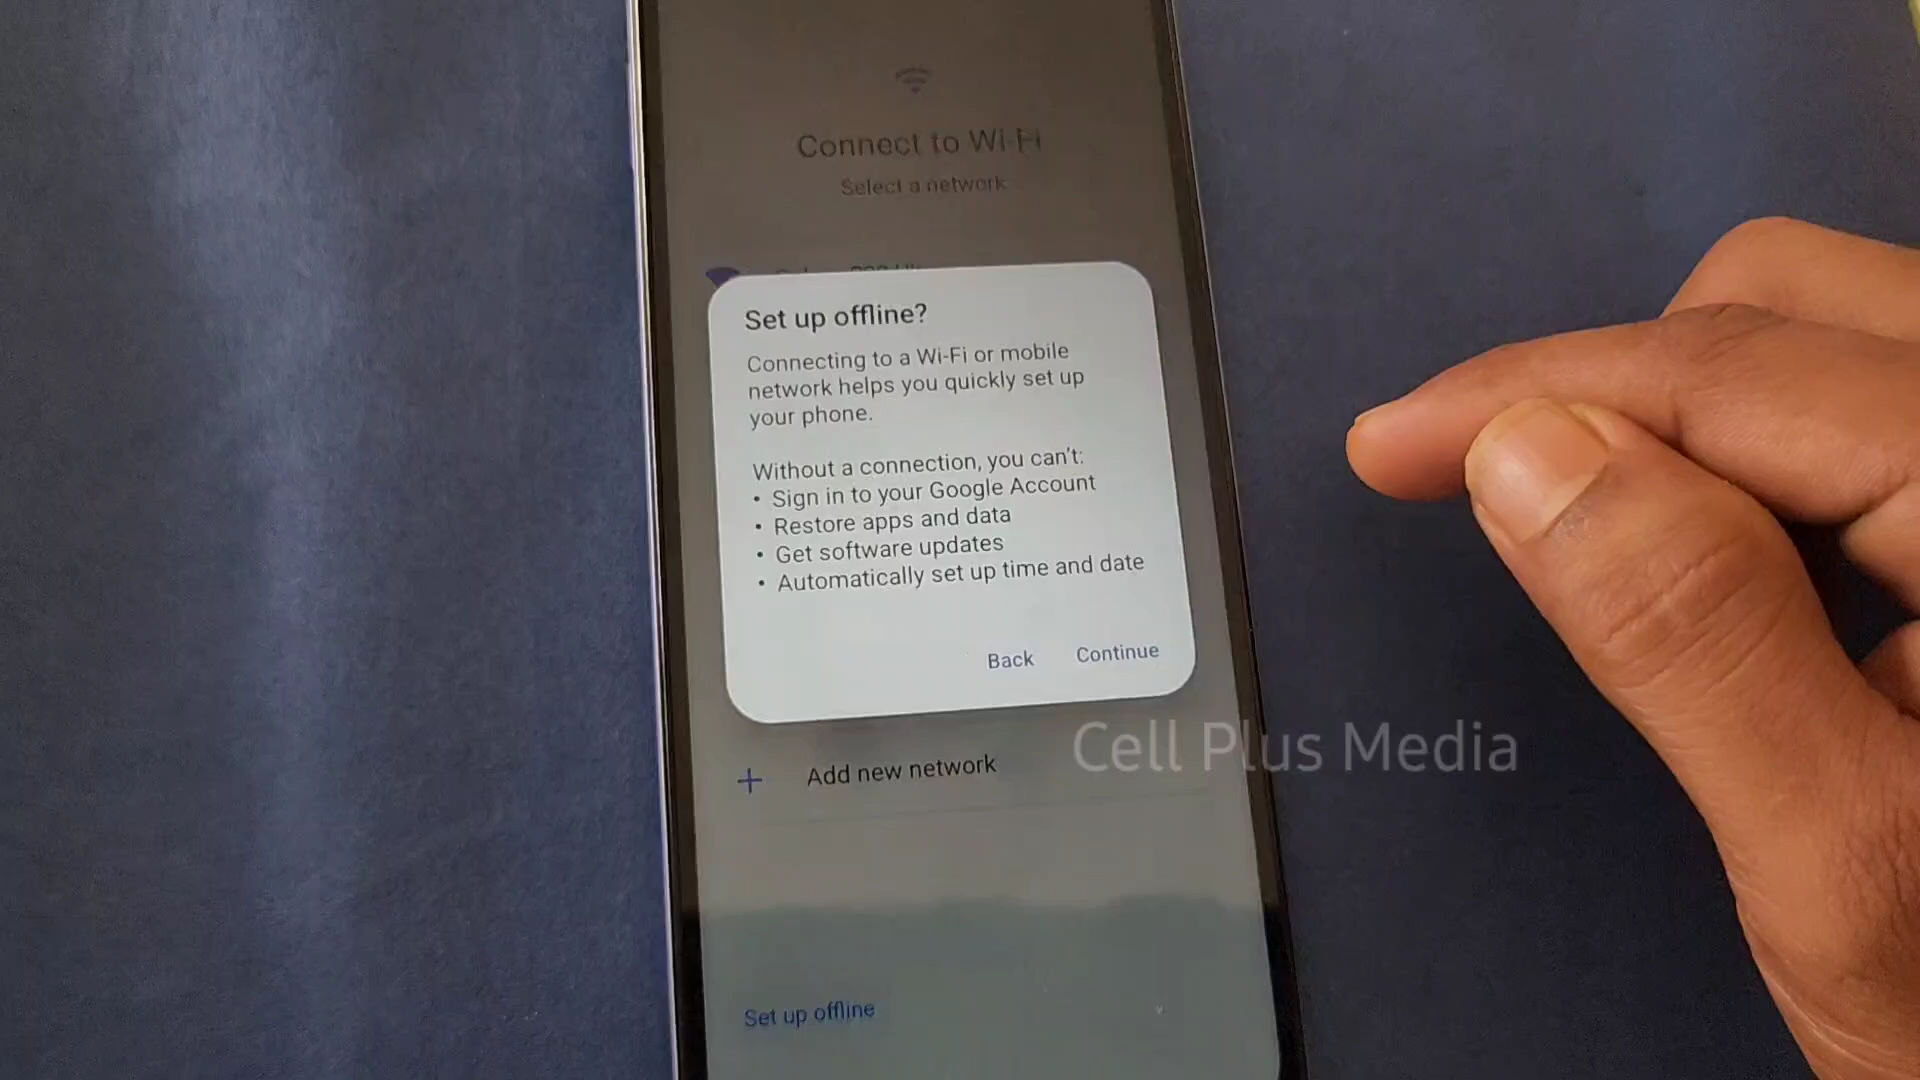 Connect to Wi-Fi
Select a network
Set up offline?
Connecting to a Wi-Fi or mobile
network helps you quickly set up
your phone.
Without a connection, you can't:
• Sign in to your Google Account
• Restore apps and data
• Get software updates
• Automatically set up time and date
Back
Continue
Cell Plus Media
+ Add new network
Set up offline